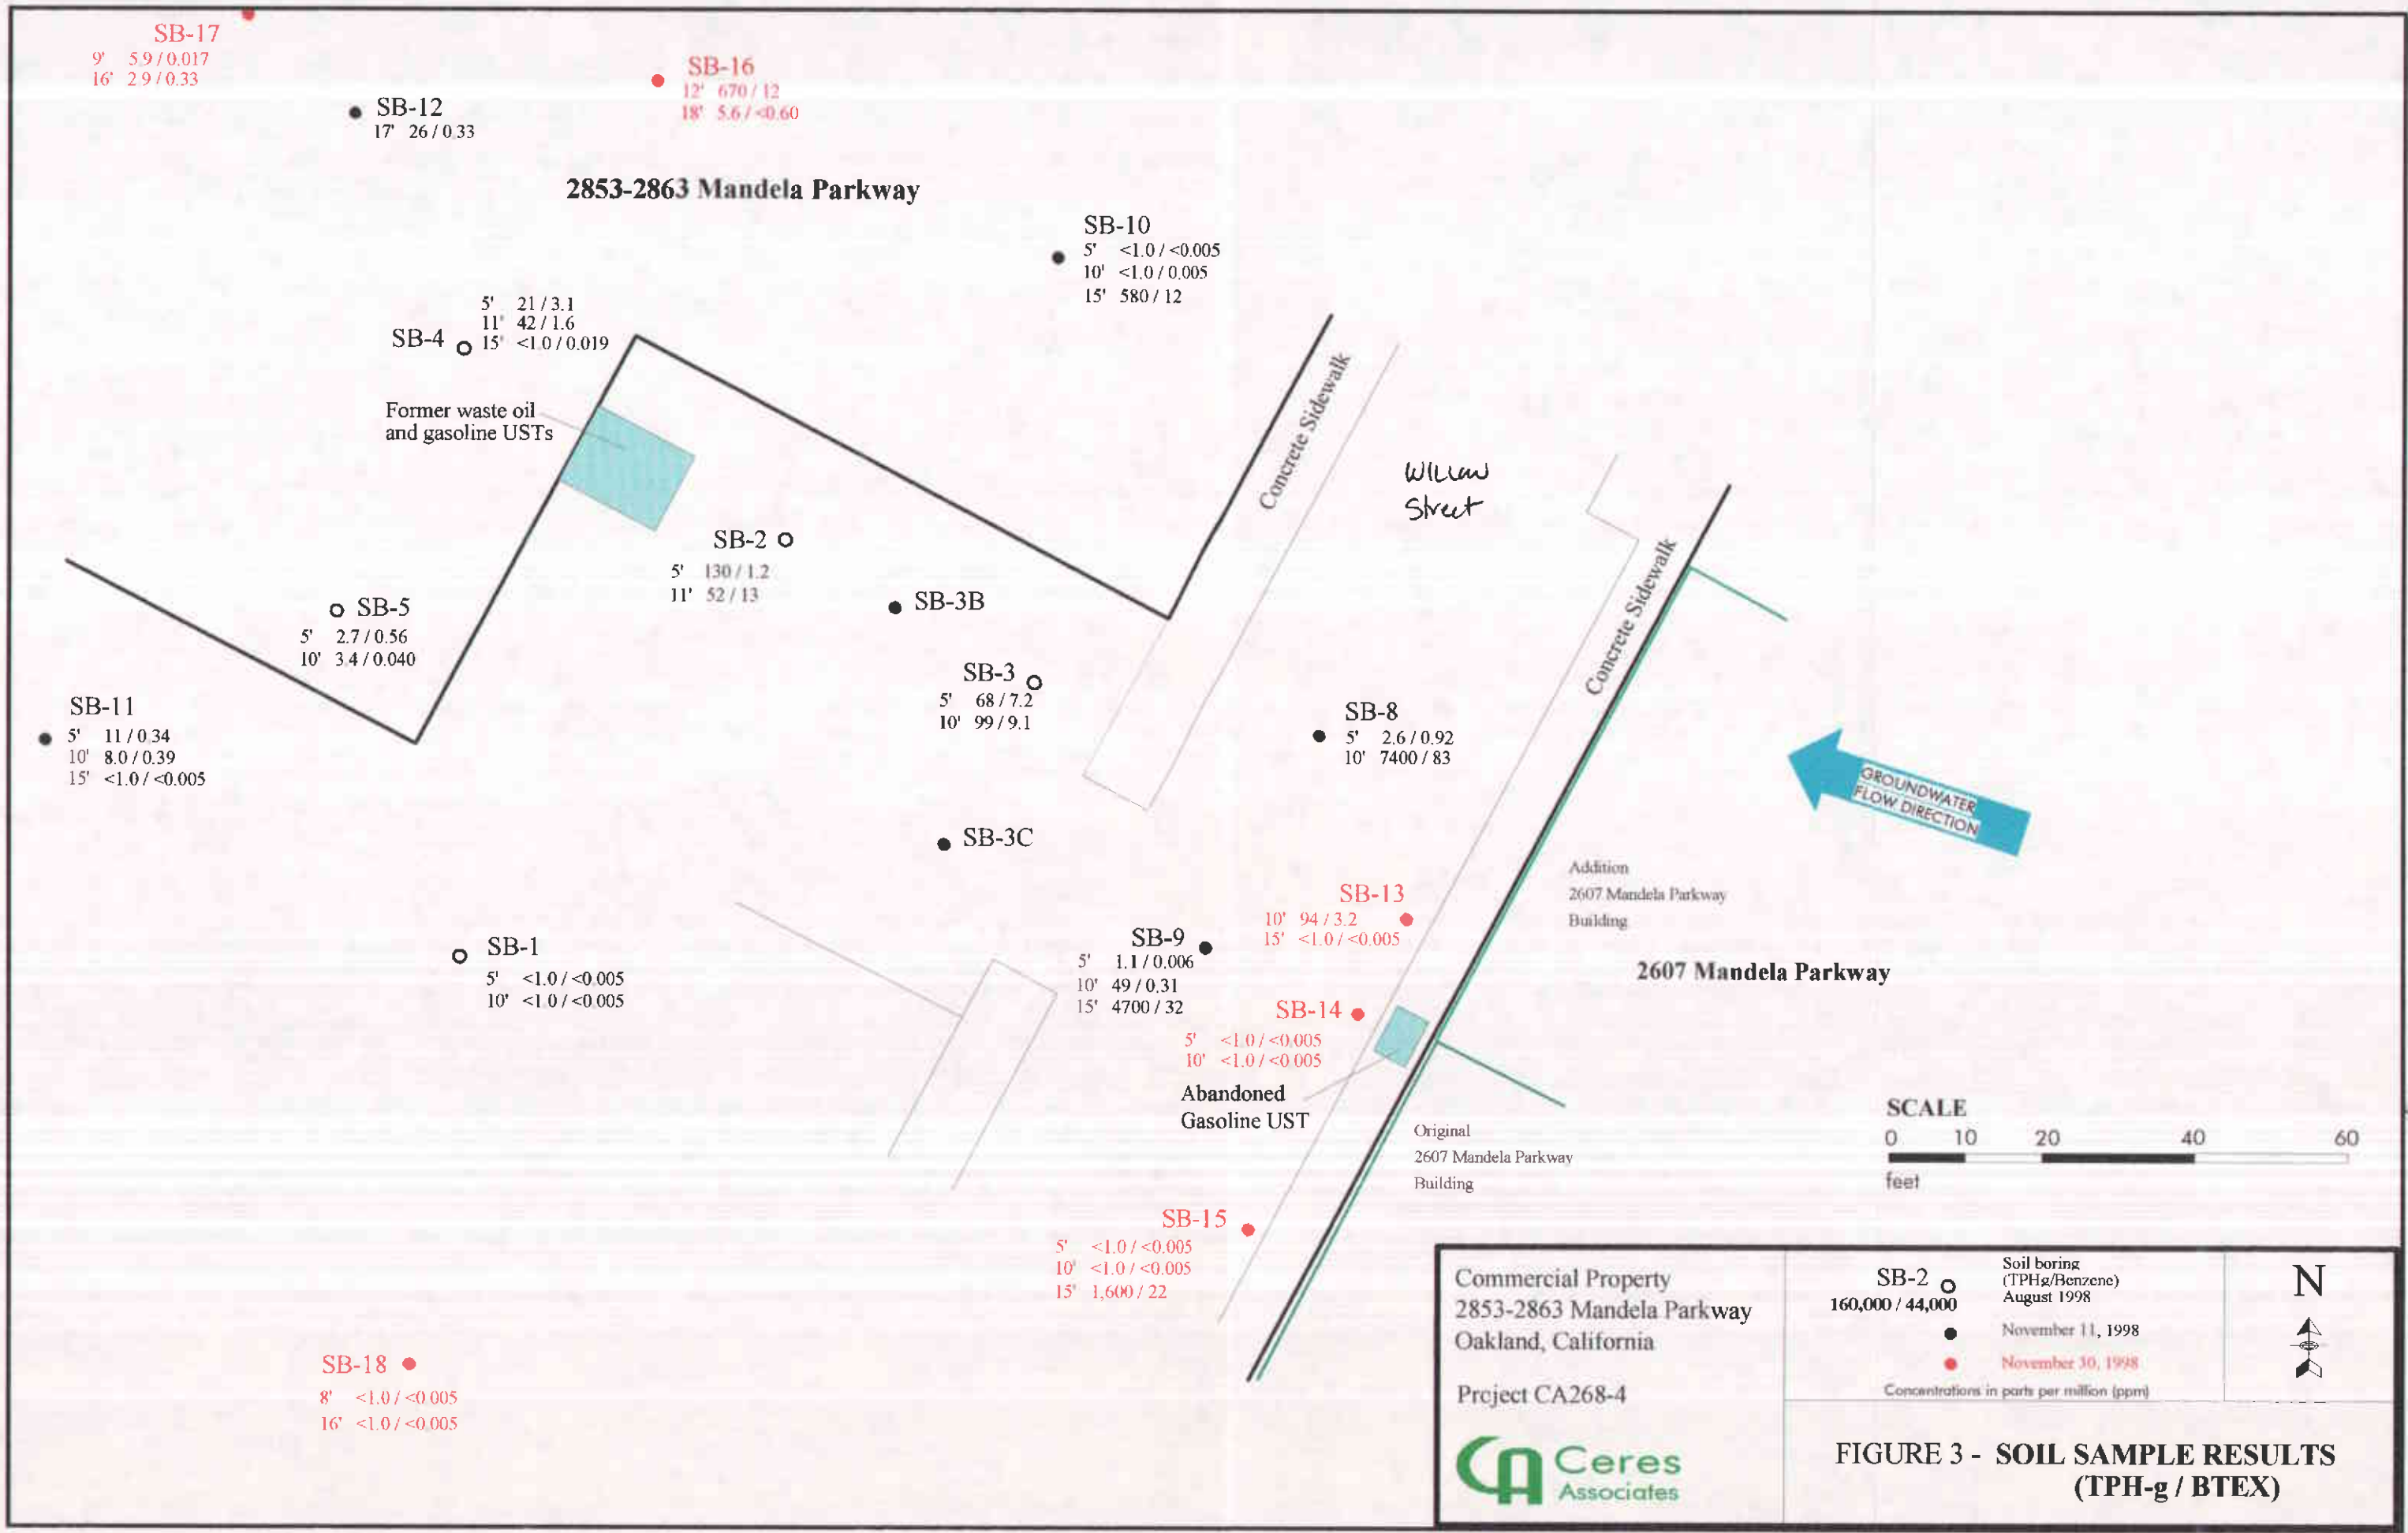 SB-17
9' 5.9 / 0.017
16' 2.9 / 0.33
SB-16
12' 670 / 12
18' 5.6 / <0.60
SB-12
17' 26 / 0.33
2853-2863 Mandela Parkway
SB-10
5' <1.0 / <0.005
10' <1.0 / 0.005
15' 580 / 12
SB-4
5' 21 / 3.1
11' 42 / 1.6
15' <1.0 / 0.019
Former waste oil
and gasoline USTs
Concrete Sidewalk
Willow
Street
Concrete Sidewalk
SB-2
5' 130 / 1.2
11' 52 / 13
SB-3B
SB-5
5' 2.7 / 0.56
10' 3.4 / 0.040
SB-3
5' 68 / 7.2
10' 99 / 9.1
SB-11
5' 11 / 0.34
10' 8.0 / 0.39
15' <1.0 / <0.005
SB-8
5' 2.6 / 0.92
10' 7400 / 83
GROUNDWATER
FLOW DIRECTION
SB-3C
Addition
2607 Mandela Parkway
Building
SB-13
10' 94 / 3.2
15' <1.0 / <0.005
SB-9
5' 1.1 / 0.006
10' 49 / 0.31
15' 4700 / 32
SB-1
5' <1.0 / <0.005
10' <1.0 / <0.005
2607 Mandela Parkway
SB-14
5' <1.0 / <0.005
10' <1.0 / <0.005
Abandoned
Gasoline UST
Original
2607 Mandela Parkway
Building
SCALE
0 10 20 40 60
feet
SB-15
5' <1.0 / <0.005
10' <1.0 / <0.005
15' 1,600 / 22
SB-18
8' <1.0 / <0.005
16' <1.0 / <0.005
Commercial Property
2853-2863 Mandela Parkway
Oakland, California
Project CA268-4
CA Ceres
Associates
SB-2
160,000 / 44,000
Soil boring
(TPHg/Benzene)
August 1998
November 11, 1998
November 30, 1998
Concentrations in parts per million (ppm)
N
FIGURE 3 - SOIL SAMPLE RESULTS
(TPH-g / BTEX)